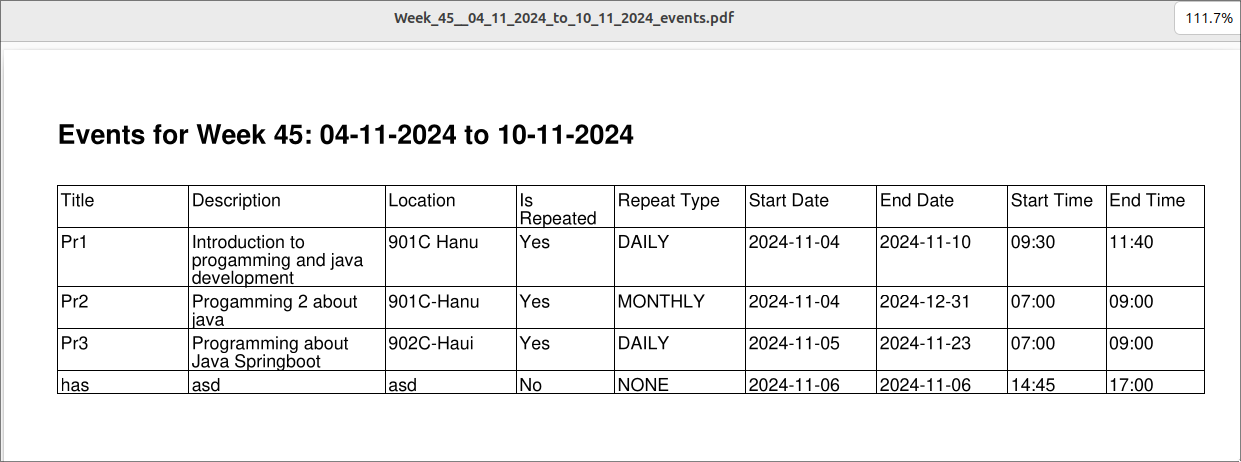 Week_45__04_11_2024_to_10_11_2024_events.pdf
111.7%
Events for Week 45: 04-11-2024 to 10-11-2024
Title Description Location Is Repeated Repeat Type Start Date End Date Start Time End Time
Pr1 Introduction to progamming and java development 901C Hanu Yes DAILY 2024-11-04 2024-11-10 09:30 11:40
Pr2 Progamming 2 about java 901C-Hanu Yes MONTHLY 2024-11-04 2024-12-31 07:00 09:00
Pr3 Programming about Java Springboot 902C-Haui Yes DAILY 2024-11-05 2024-11-23 07:00 09:00
has asd asd No NONE 2024-11-06 2024-11-06 14:45 17:00